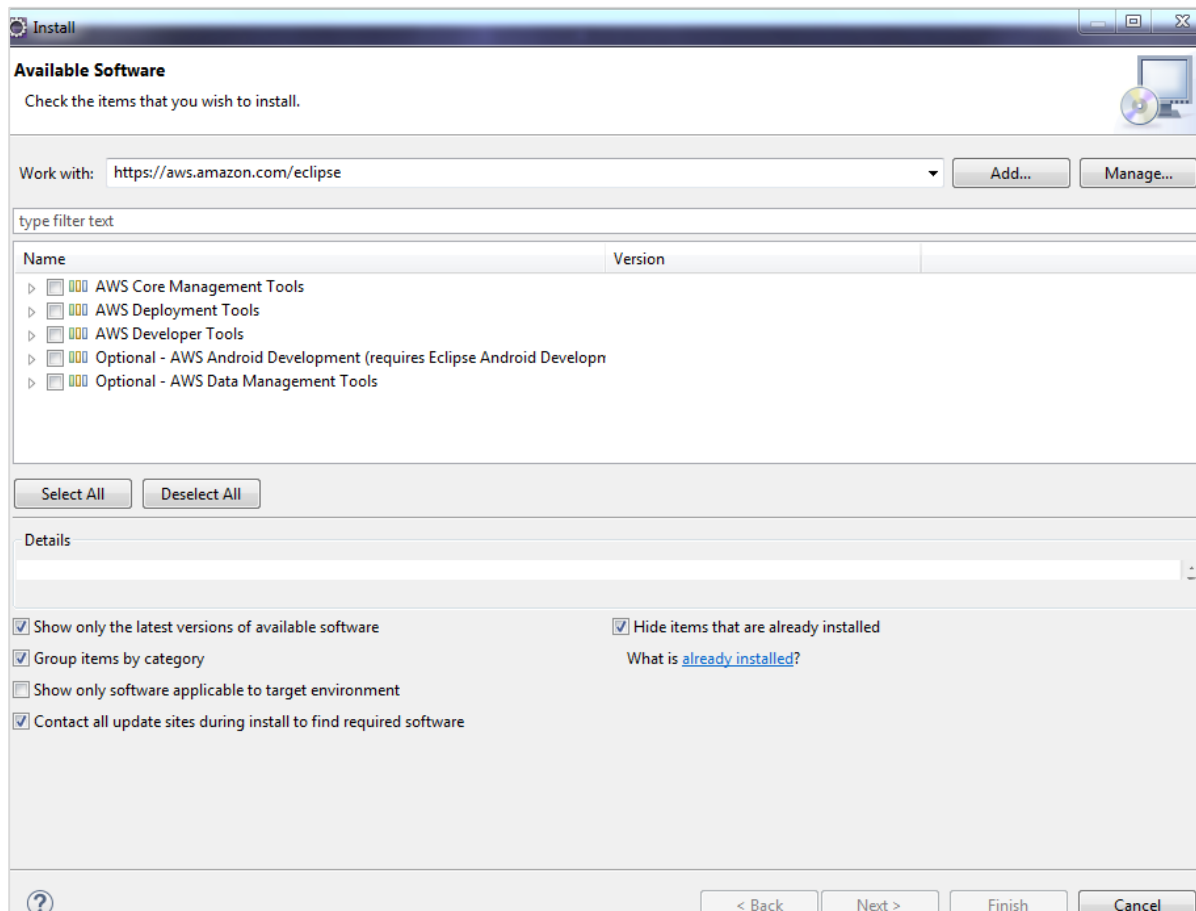 Install
Available Software
Check the items that you wish to install.
Work with: https://aws.amazon.com/eclipse Add... Manage...
type filter text
Name Version
AWS Core Management Tools
AWS Deployment Tools
AWS Developer Tools
Optional - AWS Android Development (requires Eclipse Android Developm
Optional - AWS Data Management Tools
Select All Deselect All
Details
Show only the latest versions of available software Hide items that are already installed
Group items by category What is already installed?
Show only software applicable to target environment
Contact all update sites during install to find required software
? < Back Next > Finish Cancel